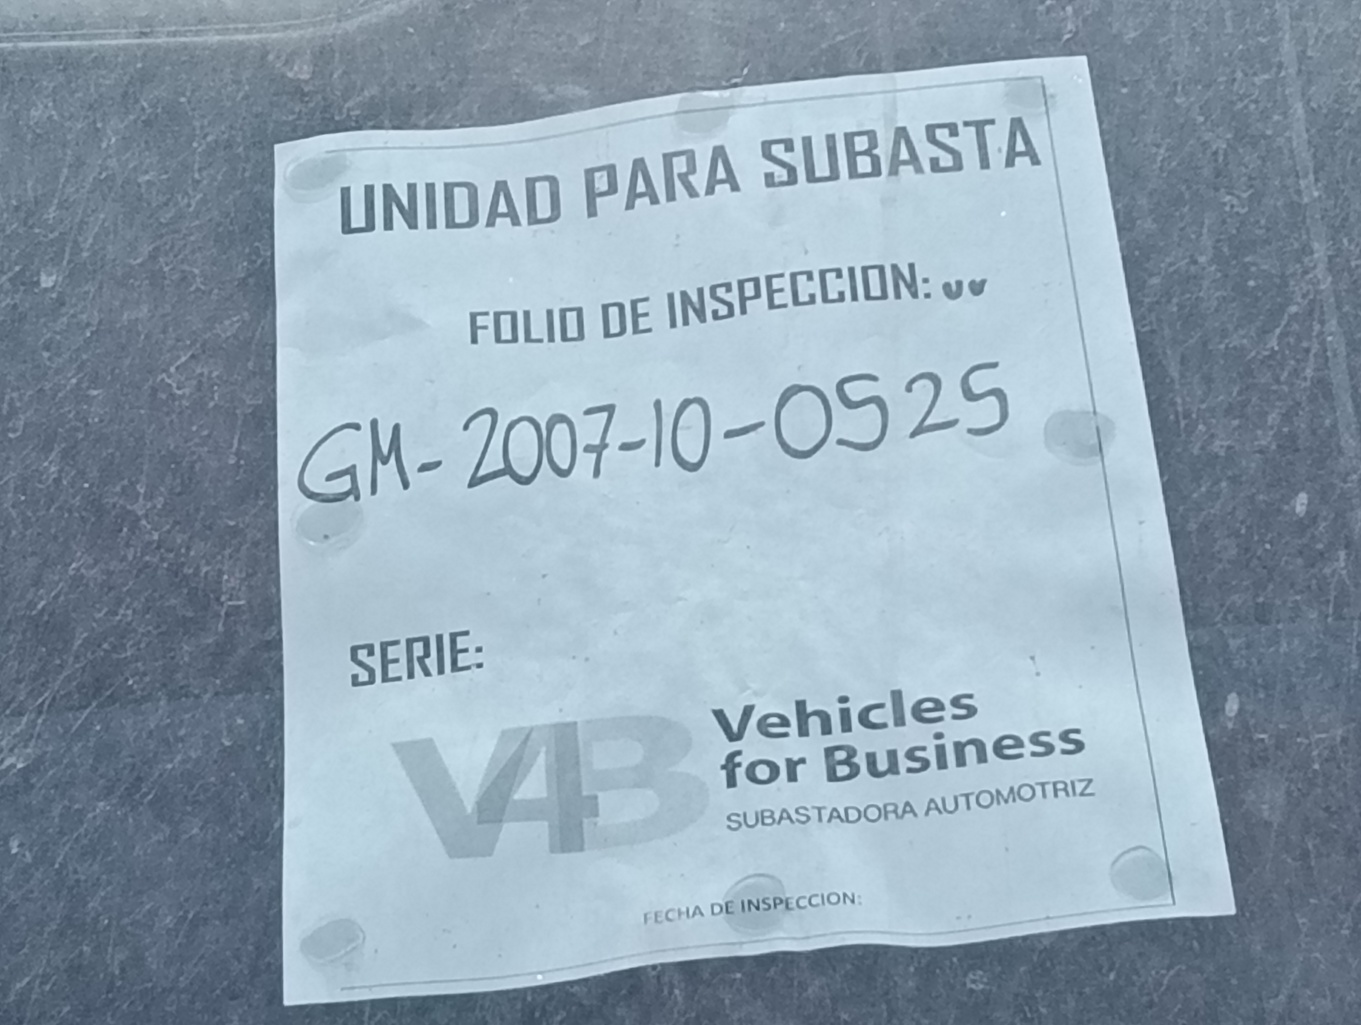 UNIDAD PARA SUBASTA
FOLIO DE INSPECCION:
GM-2007-10-0525
SERIE:
V4B
Vehicles
for Business
SUBASTADORA AUTOMOTRIZ
FECHA DE INSPECCION: